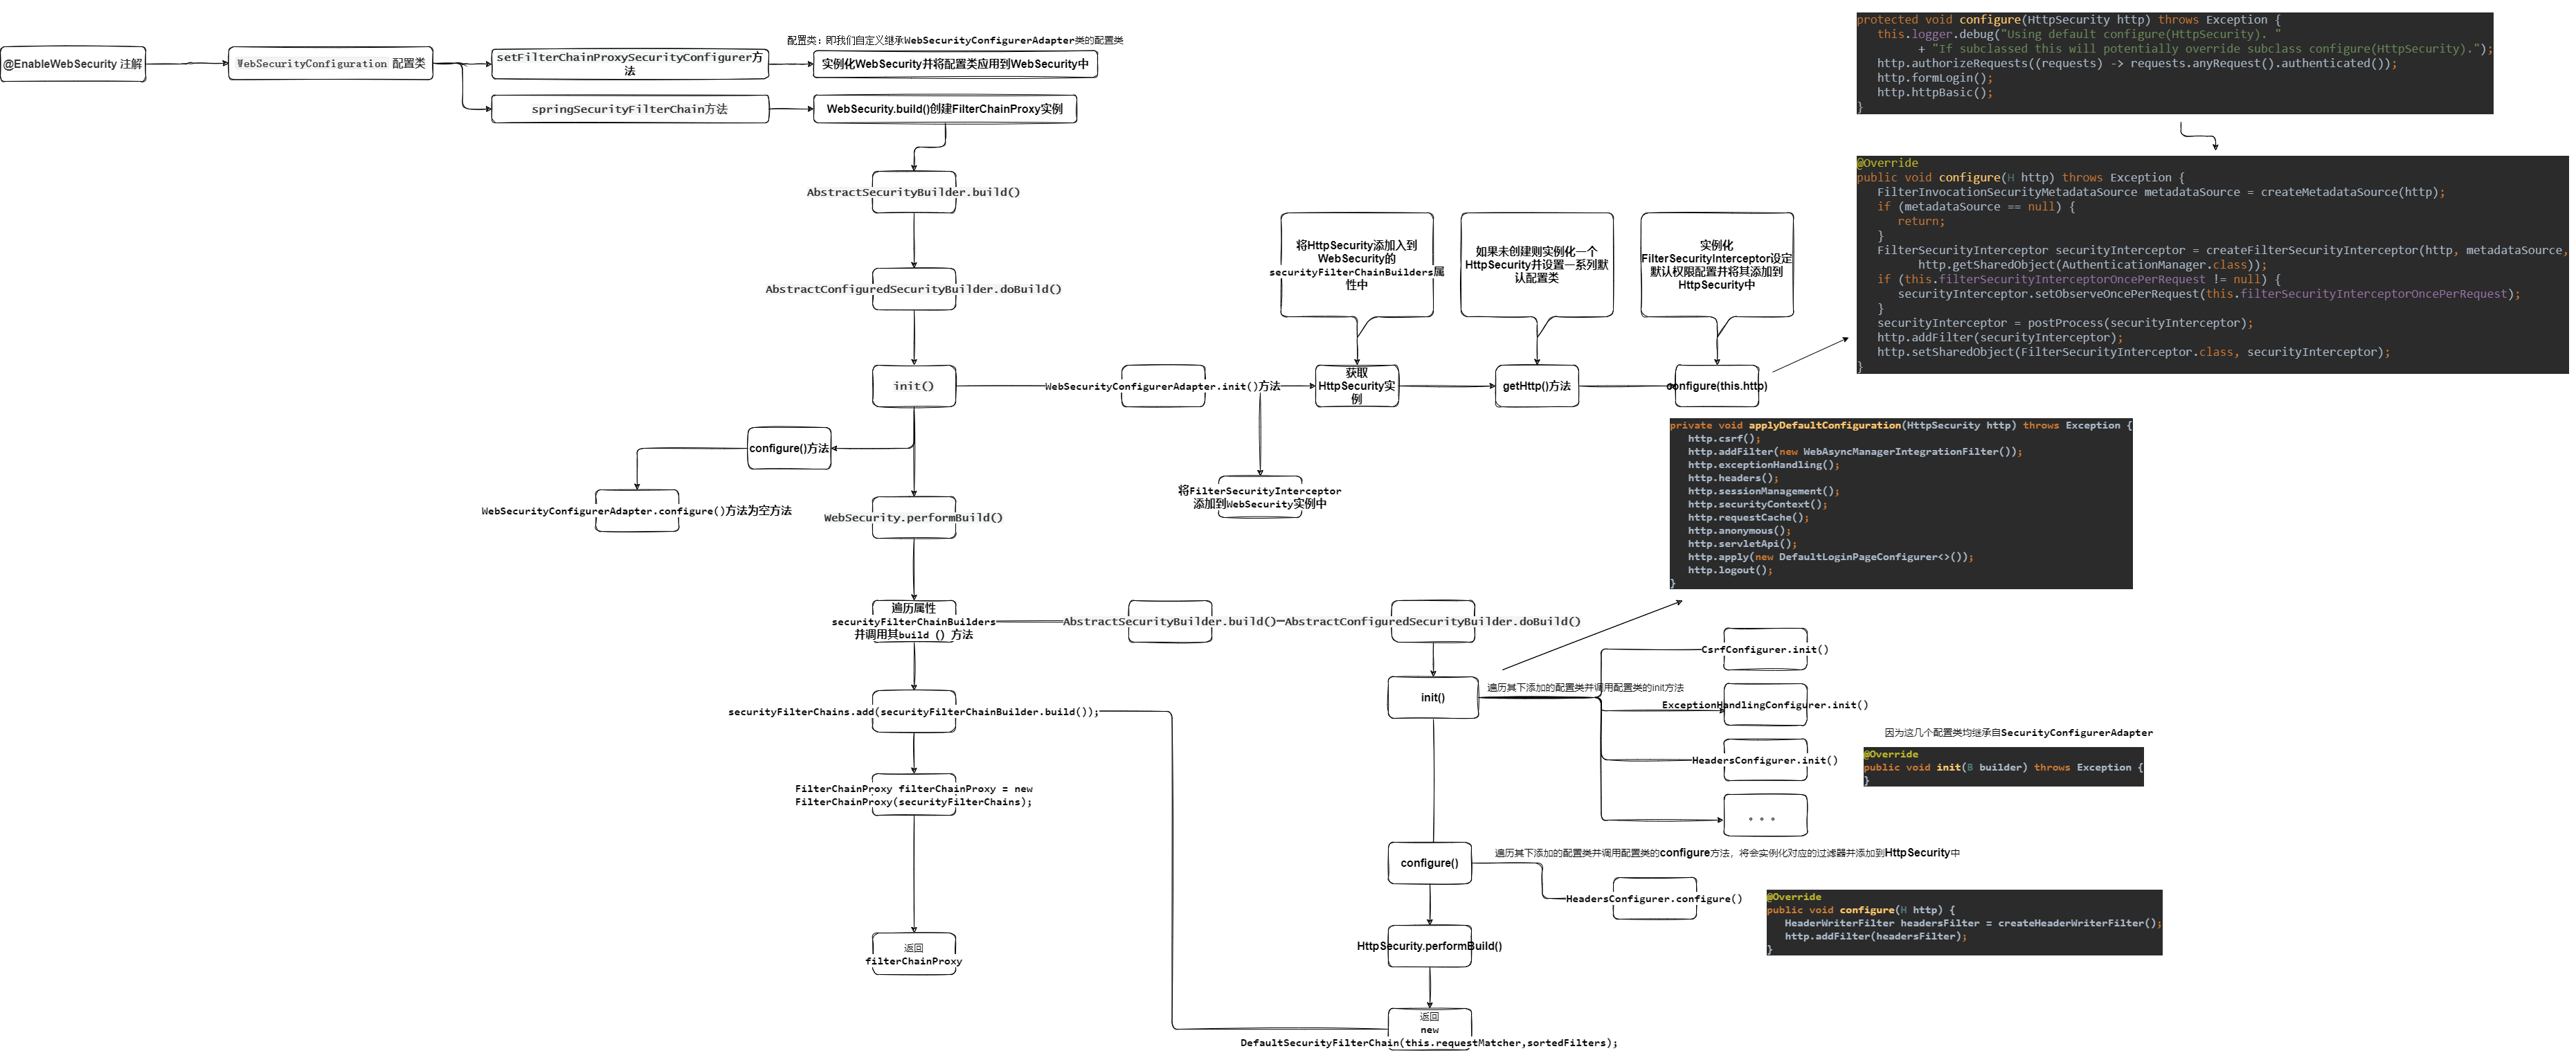 @EnableWebSecurity 注解
WebSecurityConfiguration 配置类
setFilterChainProxySecurityConfigurer方
法
配置类：即我们自定义继承WebSecurityConfigurerAdapter类的配置类
实例化WebSecurity并将配置类应用到WebSecurity中
springSecurityFilterChain方法
WebSecurity.build()创建FilterChainProxy实例
AbstractSecurityBuilder.build()
AbstractConfiguredSecurityBuilder.doBuild()
init()
WebSecurityConfigurerAdapter.init()方法
将FilterSecurityInterceptor
添加到WebSecurity实例中
将HttpSecurity添加入到
WebSecurity的
securityFilterChainBuilders属
性中
获取
HttpSecurity实
例
如果未创建则实例化一个
HttpSecurity并设置一系列默
认配置类
getHttp()方法
实例化
FilterSecurityInterceptor设定
默认权限配置并将其添加到
HttpSecurity中
configure(this.http)
protected void configure(HttpSecurity http) throws Exception {
this.logger.debug("Using default configure(HttpSecurity). "
+ "If subclassed this will potentially override subclass configure(HttpSecurity).");
http.authorizeRequests((requests) -> requests.anyRequest().authenticated());
http.formLogin();
http.httpBasic();
}
@Override
public void configure(H http) throws Exception {
FilterInvocationSecurityMetadataSource metadataSource = createMetadataSource(http);
if (metadataSource == null) {
return;
}
FilterSecurityInterceptor securityInterceptor = createFilterSecurityInterceptor(http, metadataSource,
http.getSharedObject(AuthenticationManager.class));
if (this.filterSecurityInterceptorOncePerRequest != null) {
securityInterceptor.setObserveOncePerRequest(this.filterSecurityInterceptorOncePerRequest);
}
securityInterceptor = postProcess(securityInterceptor);
http.addFilter(securityInterceptor);
http.setSharedObject(FilterSecurityInterceptor.class, securityInterceptor);
}
configure()方法
WebSecurityConfigurerAdapter.configure()方法为空方法
WebSecurity.performBuild()
遍历属性
securityFilterChainBuilders
并调用其build () 方法
AbstractSecurityBuilder.build()
AbstractConfiguredSecurityBuilder.doBuild()
private void applyDefaultConfiguration(HttpSecurity http) throws Exception {
http.csrf();
http.addFilter(new WebAsyncManagerIntegrationFilter());
http.exceptionHandling();
http.headers();
http.sessionManagement();
http.securityContext();
http.requestCache();
http.anonymous();
http.servletApi();
http.apply(new DefaultLoginPageConfigurer<>());
http.logout();
}
init()
遍历其下添加的配置类并调用配置类的init方法
CsrfConfigurer.init()
ExceptionHandlingConfigurer.init()
HeadersConfigurer.init()
。。。
因为这几个配置类均继承自SecurityConfigurerAdapter
@Override
public void init(B builder) throws Exception {
}
securityFilterChains.add(securityFilterChainBuilder.build());
FilterChainProxy filterChainProxy = new
FilterChainProxy(securityFilterChains);
返回
filterChainProxy
configure()
遍历其下添加的配置类并调用配置类的configure方法，将会实例化对应的过滤器并添加到HttpSecurity中
HeadersConfigurer.configure()
@Override
public void configure(H http) {
HeaderWriterFilter headersFilter = createHeaderWriterFilter();
http.addFilter(headersFilter);
}
HttpSecurity.performBuild()
返回
new
DefaultSecurityFilterChain(this.requestMatcher,sortedFilters);